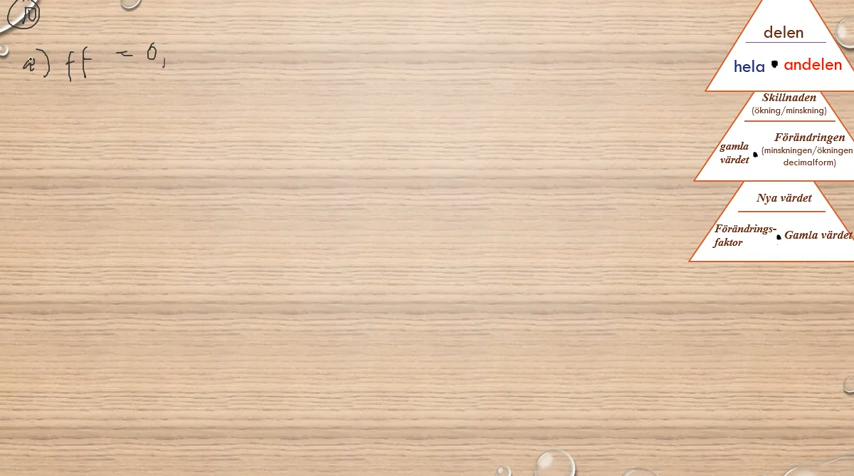 10
a) ff = 0,
delen
hela • andelen
Skillnaden
(ökning/minskning)
gamla värdet • Förändringen
(minskningen/ökningen
decimalform)
Nya värdet
Förändrings-
faktor • Gamla värdet